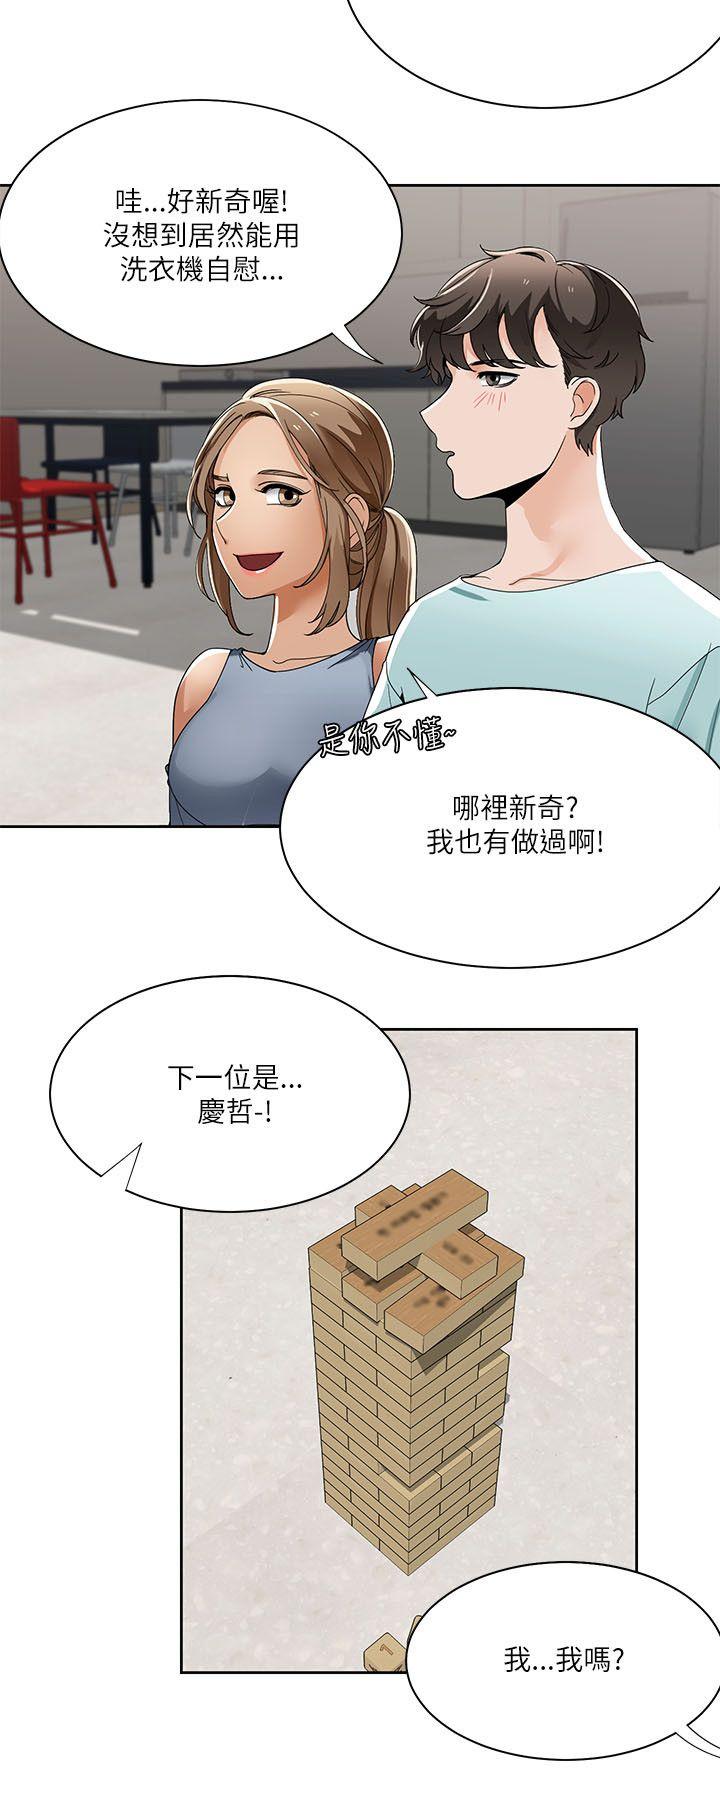 哇...好新奇喔!
沒想到居然能用
洗衣機自慰...
是你不懂~
哪裡新奇?
我也有做過啊!
下一位是...
慶哲-!
我...我嗎?